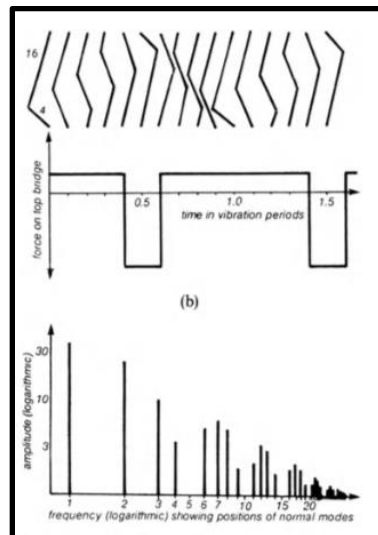 16
4
force on top bridge
0.5 1.0 1.5
time in vibration periods
(b)
amplitude (logarithmic)
30
10
3
1 2 3 4 6 7 10 15 20
frequency (logarithmic) showing positions of normal modes